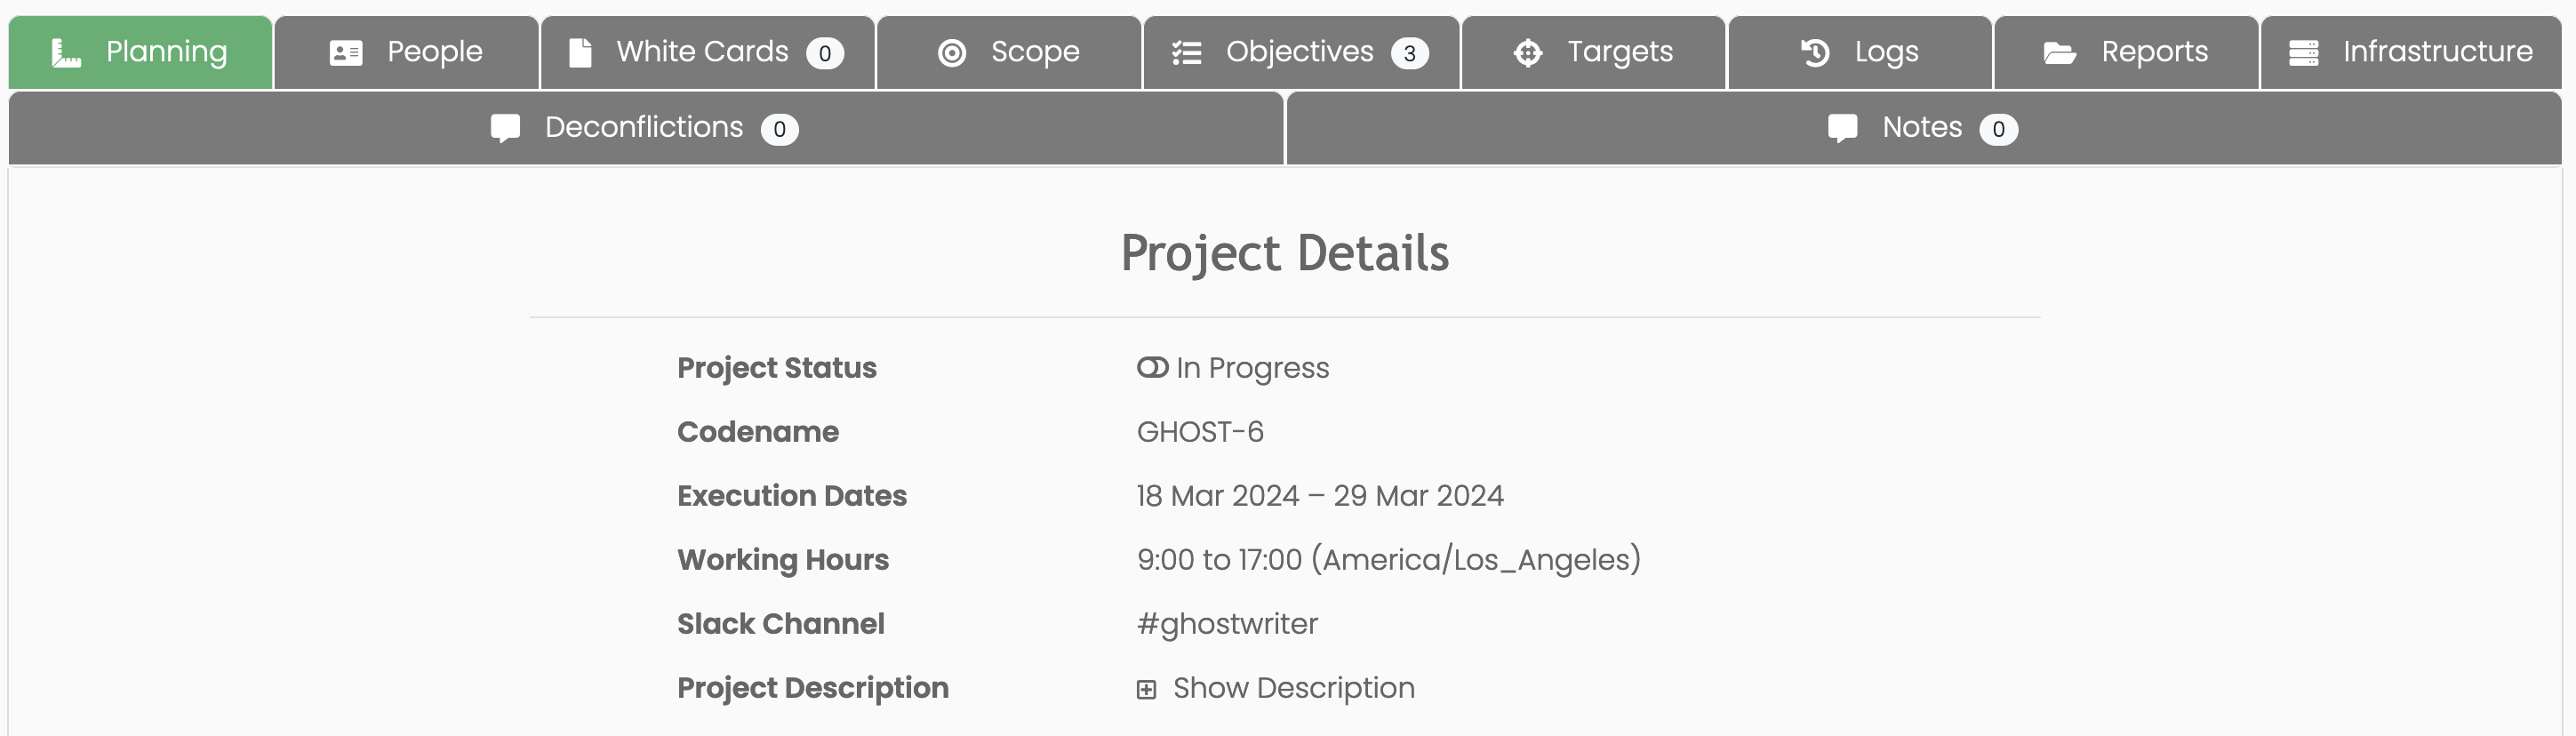 Planning People White Cards 0 Scope Objectives 3 Targets Logs Reports Infrastructure
Deconflictions 0 Notes 0
Project Details
Project Status In Progress
Codename GHOST-6
Execution Dates 18 Mar 2024 – 29 Mar 2024
Working Hours 9:00 to 17:00 (America/Los_Angeles)
Slack Channel #ghostwriter
Project Description Show Description